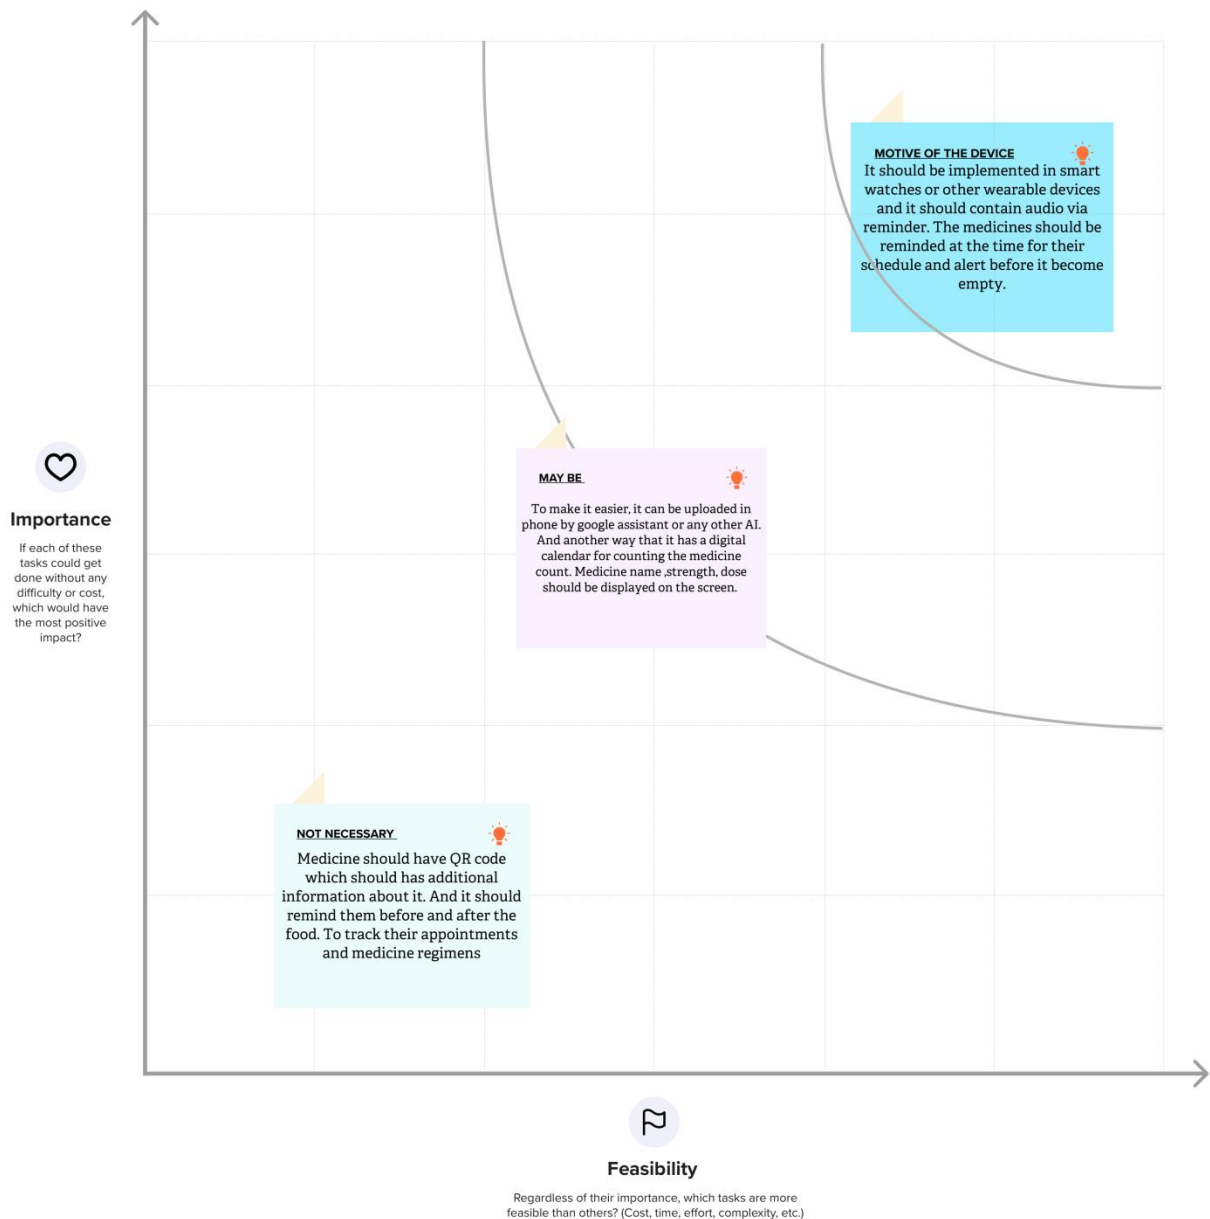 MOTIVE OF THE DEVICE
It should be implemented in smart
watches or other wearable devices
and it should contain audio via
reminder. The medicines should be
reminded at the time for their
schedule and alert before it become
empty.
MAY BE
To make it easier, it can be uploaded in
phone by google assistant or any other AI.
And another way that it has a digital
calendar for counting the medicine
count. Medicine name ,strength, dose
should be displayed on the screen.
Importance
If each of these
tasks could get
done without any
difficulty or cost,
which would have
the most positive
impact?
NOT NECESSARY
Medicine should have QR code
which should has additional
information about it. And it should
remind them before and after the
food. To track their appointments
and medicine regimens
Feasibility
Regardless of their importance, which tasks are more
feasible than others? (Cost, time, effort, complexity, etc.)